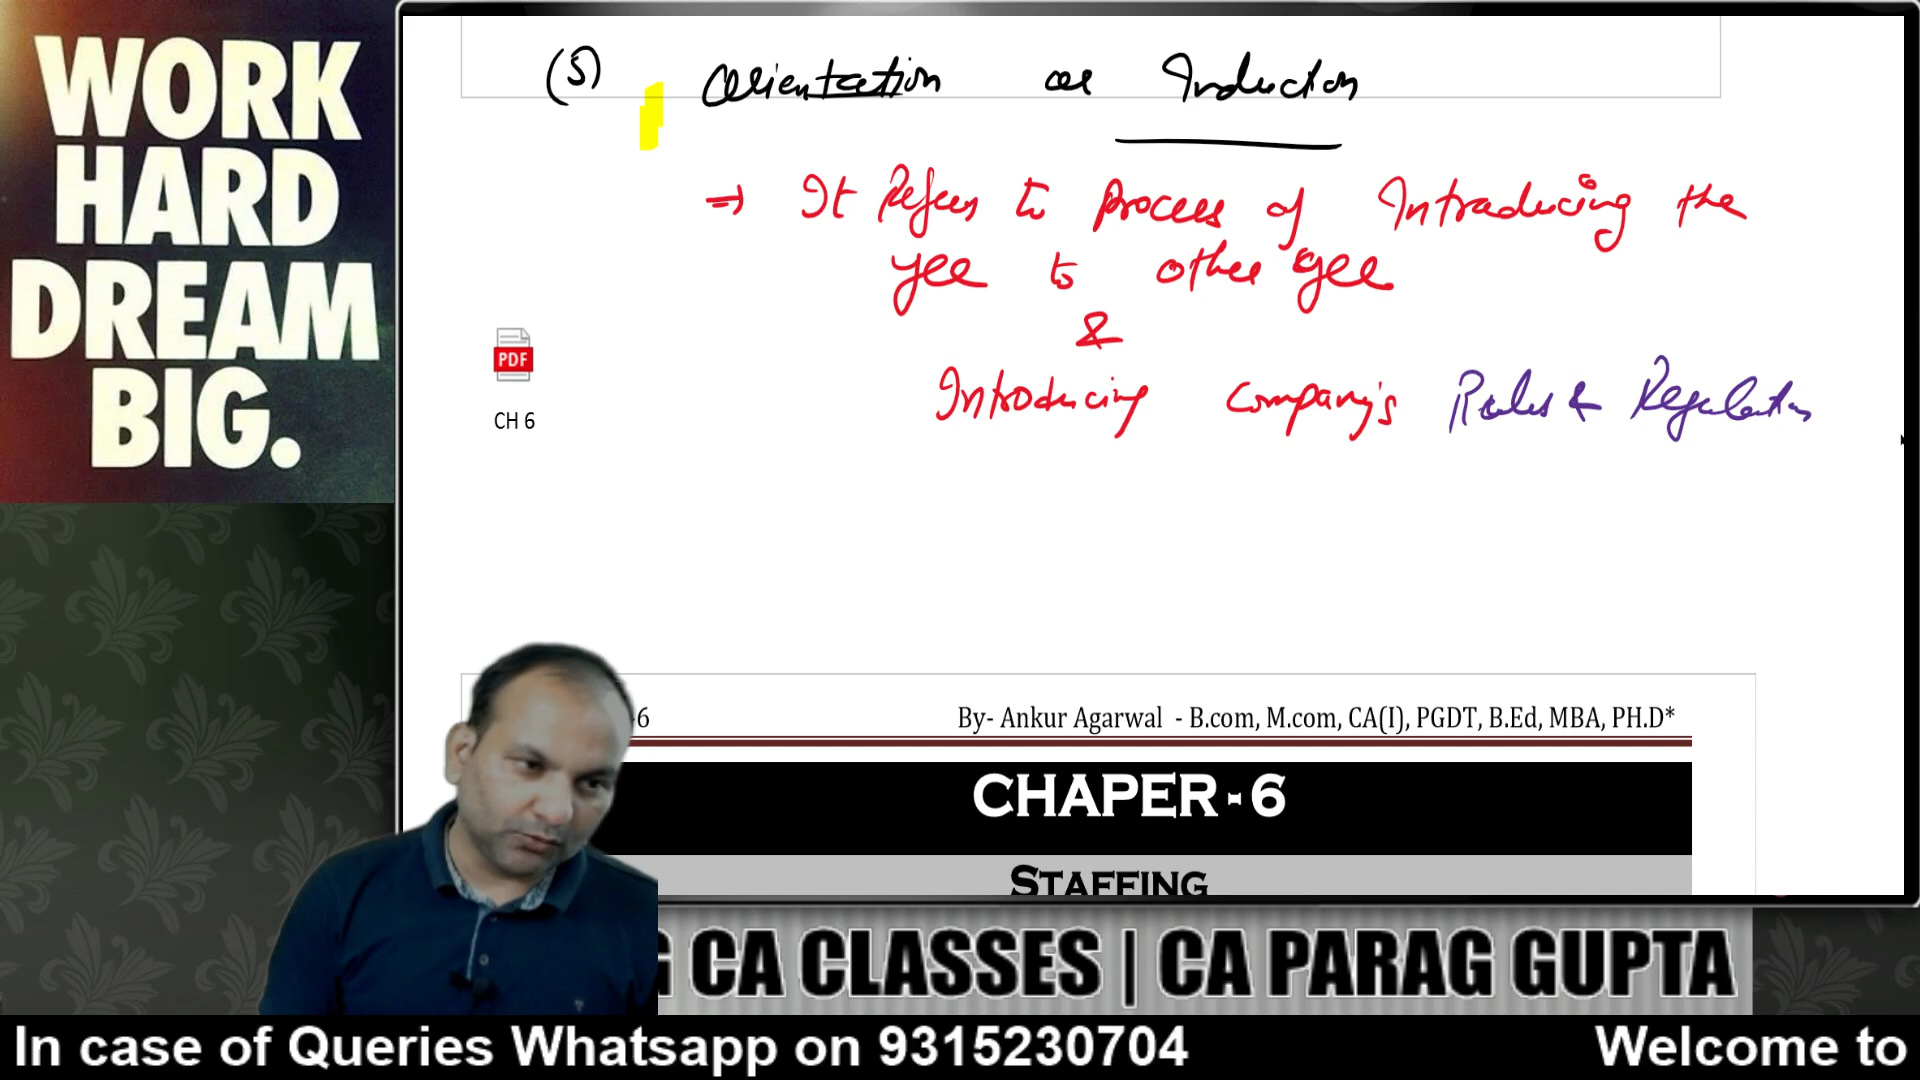 WORK
HARD
DREAM
BIG.
(5) Orientation or Induction
⇒ It Refers to Process of Introducing the
yee to other yee
&
Introducing Company's Rules & Regulation
PDF
CH 6
-6 By- Ankur Agarwal - B.com, M.com, CA(I), PGDT, B.Ed, MBA, PH.D*
CHAPER - 6
STAFFING
G CA CLASSES | CA PARAG GUPTA
In case of Queries Whatsapp on 9315230704 Welcome to